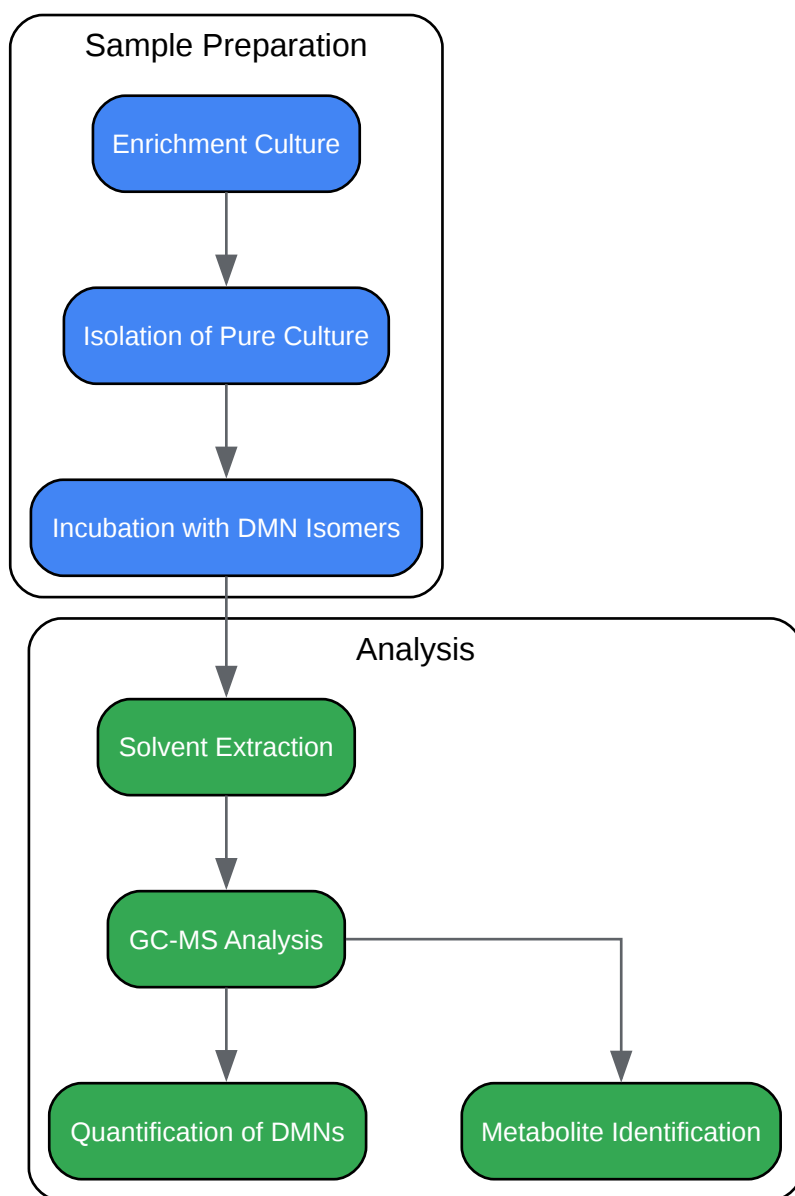 Sample Preparation
Enrichment Culture
Isolation of Pure Culture
Incubation with DMN Isomers
Analysis
Solvent Extraction
GC-MS Analysis
Quantification of DMNs
Metabolite Identification